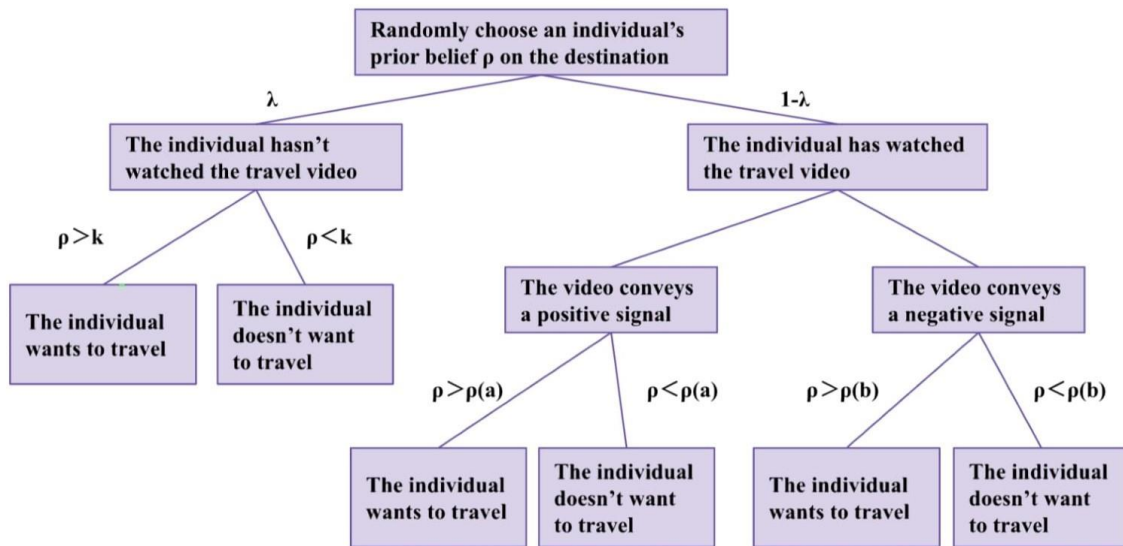 Randomly choose an individual's
prior belief ρ on the destination
λ
1-λ
The individual hasn't
watched the travel video
The individual has watched
the travel video
ρ＞k
ρ＜k
The individual
wants to travel
The individual
doesn't want
to travel
The video conveys
a positive signal
The video conveys
a negative signal
ρ＞ρ(a)
ρ＜ρ(a)
ρ＞ρ(b)
ρ＜ρ(b)
The individual
wants to travel
The individual
doesn't want
to travel
The individual
wants to travel
The individual
doesn't want
to travel